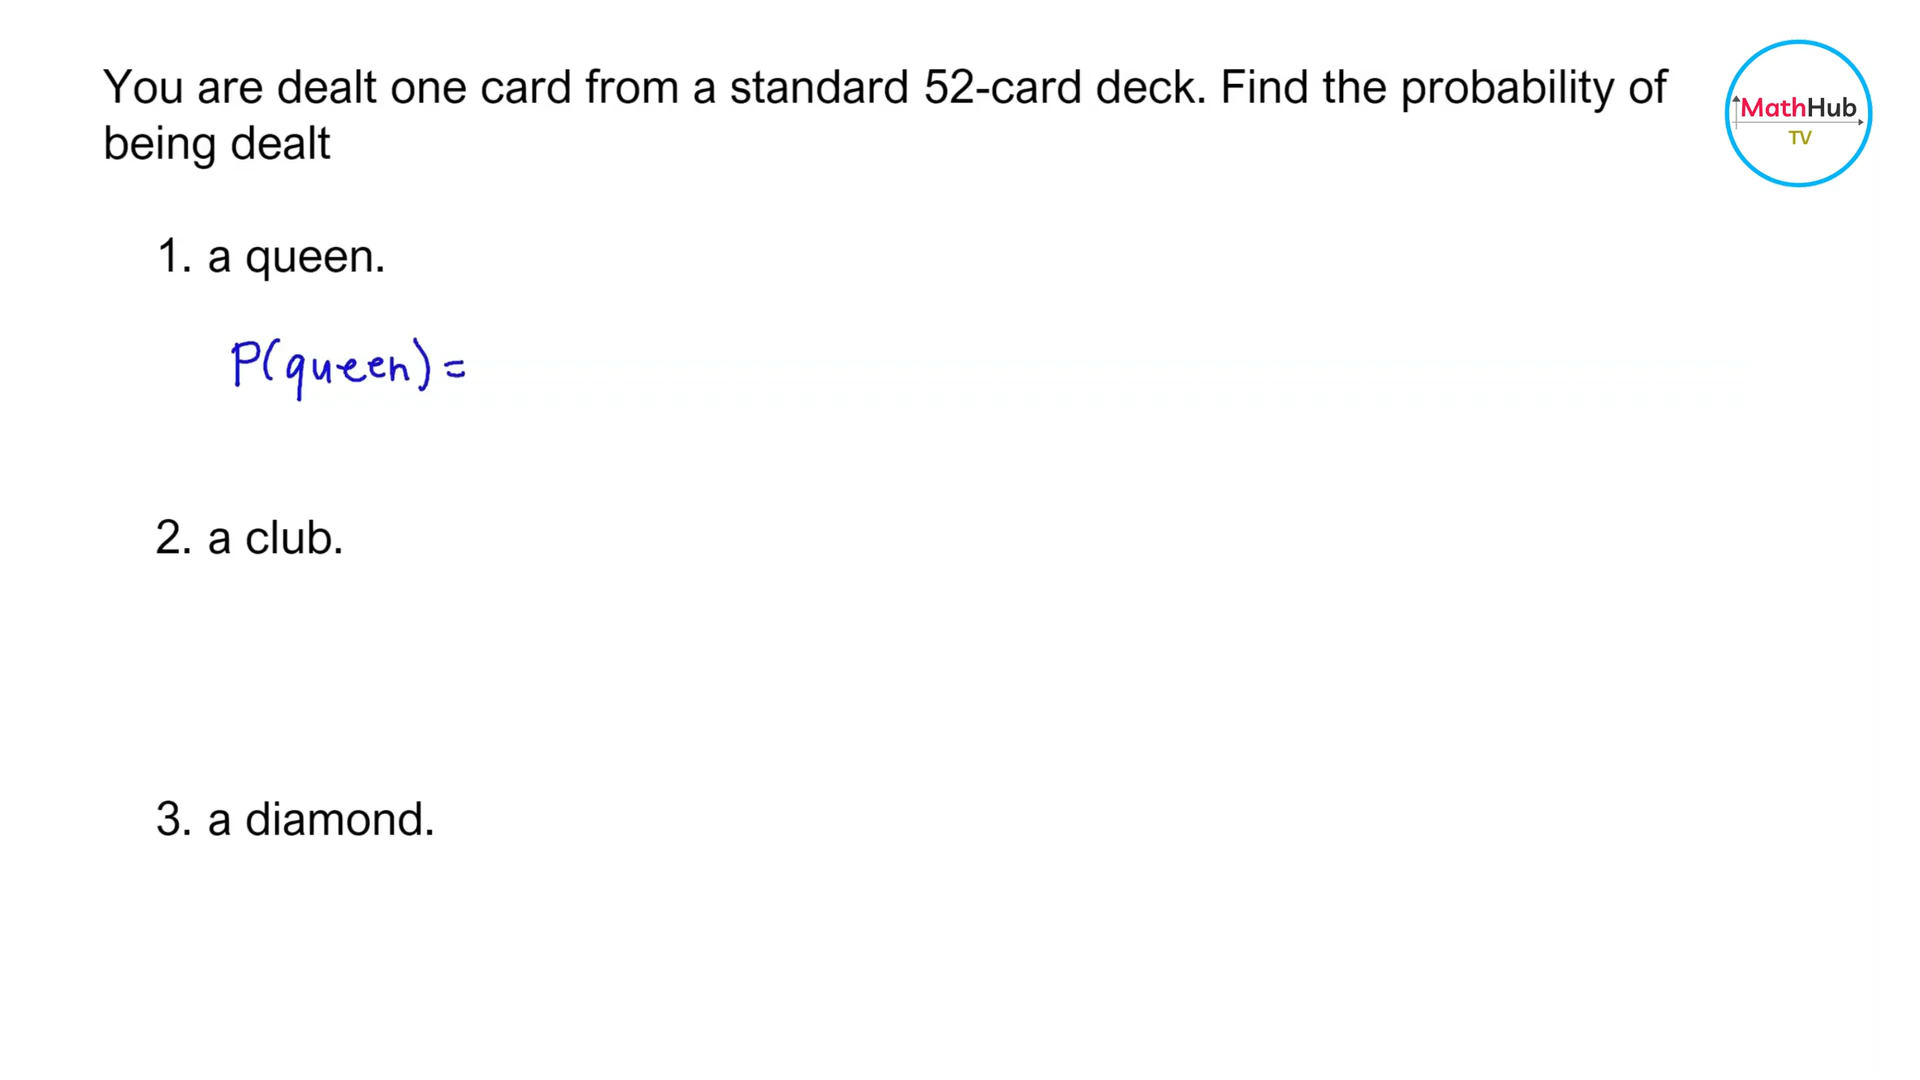 You are dealt one card from a standard 52-card deck. Find the probability of
being dealt
MathHub
TV
1. a queen.
P(queen) =
2. a club.
3. a diamond.